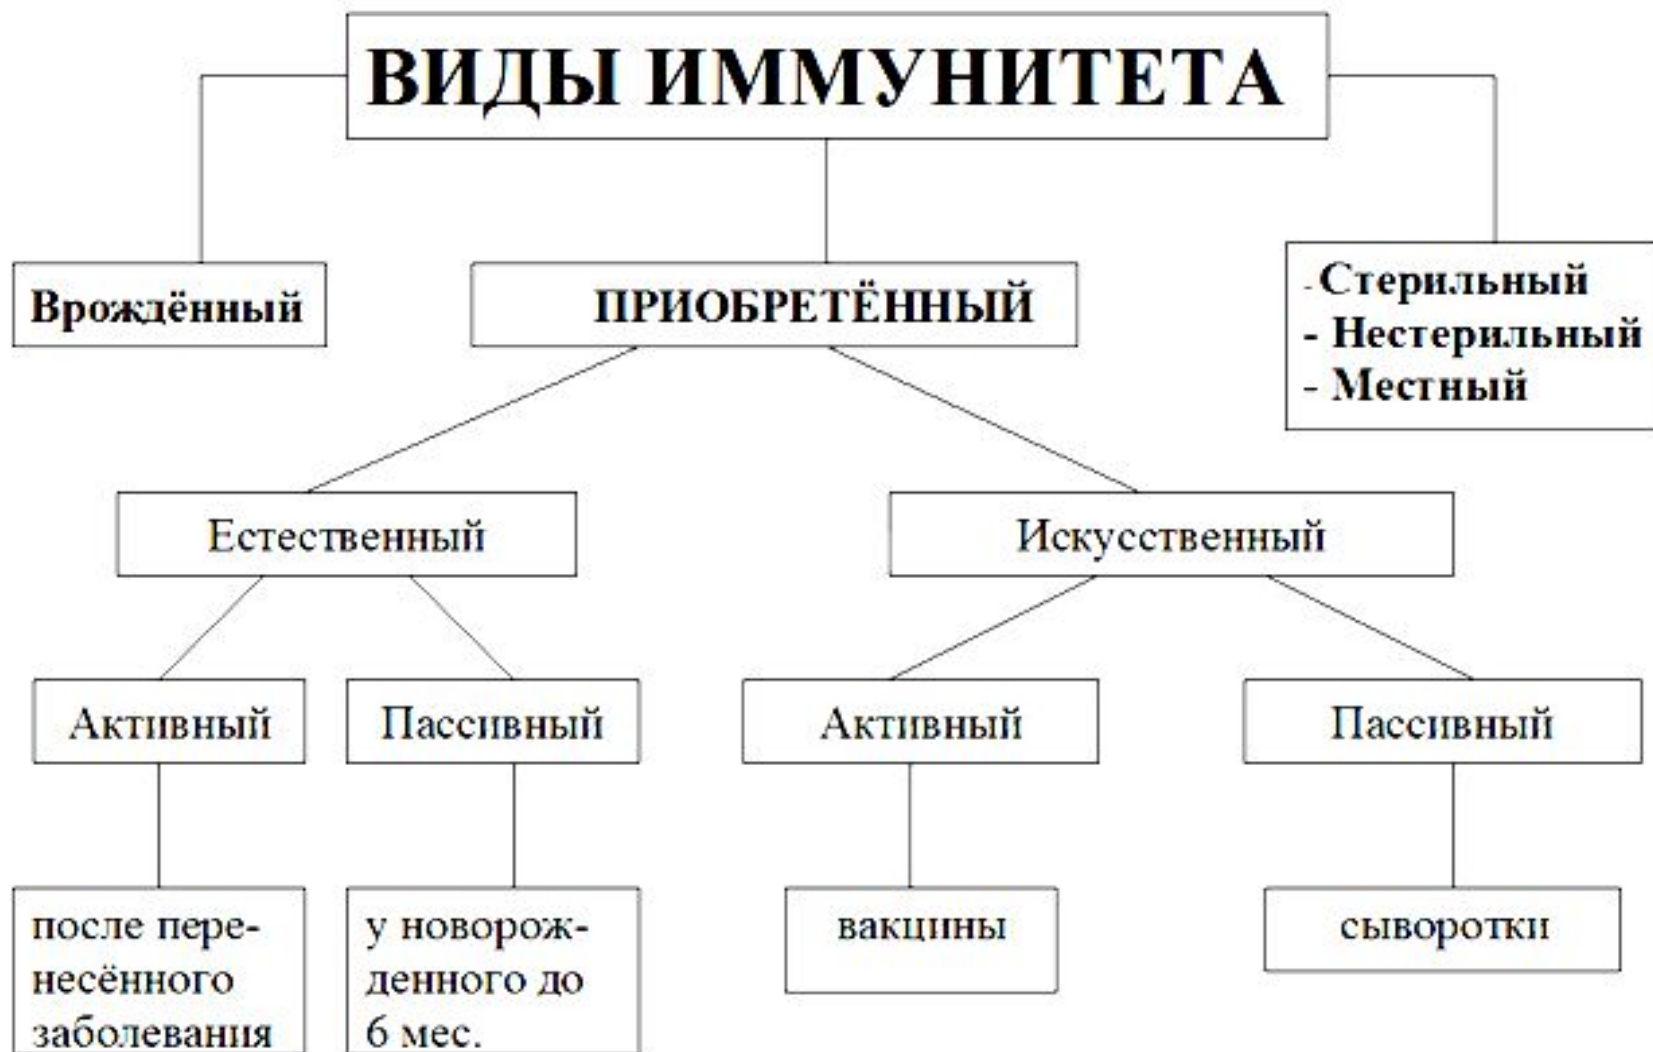 ВИДЫ ИММУНИТЕТА
Врождённый
ПРИОБРЕТЁННЫЙ
-Стерильный
- Нестерильный
- Местный
Естественный
Искусственный
Активный
Пассивный
Активный
Пассивный
после пере-
несённого
заболевания
у новорож-
денного до
6 мес.
вакцины
сыворотки